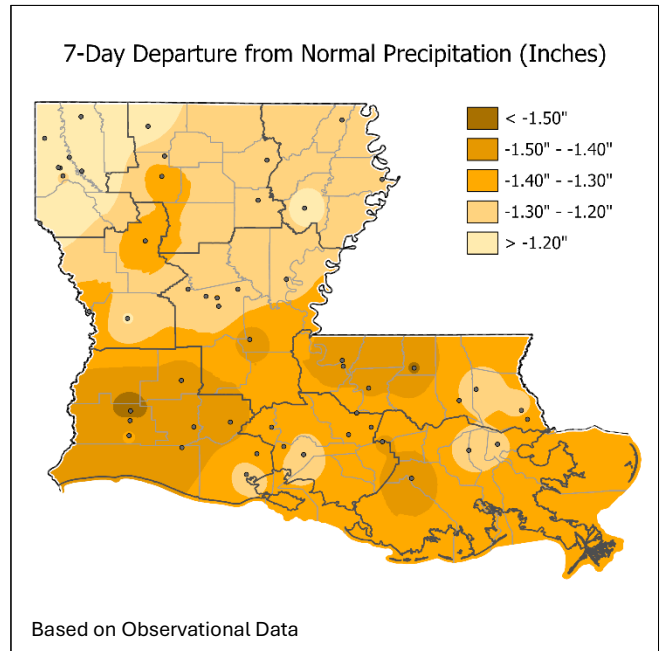 7-Day Departure from Normal Precipitation (Inches)
< -1.50"
-1.50" - -1.40"
-1.40" - -1.30"
-1.30" - -1.20"
> -1.20"
Based on Observational Data